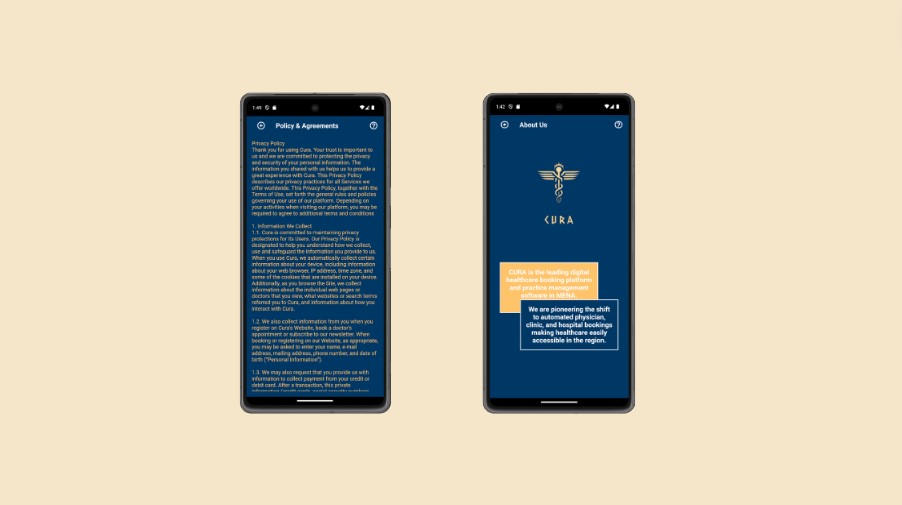 1:49
Policy & Agreements
Privacy Policy
Thank you for using Cura. Your trust is important to
us and we are committed to protecting the privacy
and security of your personal information. The
information you shared with us helps us to provide a
great experience with Cura. This Privacy Policy
describes our privacy practices for all Services we
offer worldwide. This Privacy Policy, together with the
Terms of Use, set forth the general rules and policies
governing your use of our platform. Depending on
your activities when visiting our platform, you may be
required to agree to additional terms and conditions
1. Information We Collect
1.1. Cura is committed to maintaining privacy
protections for its Users. Our Privacy Policy is
designed to help you understand how we collect,
use and safeguard the information you provide to us.
When you use Cura, we automatically collect certain
information about your device, including information
about your web browser, IP address, time zone, and
some of the cookies that are installed on your device.
Additionally, as you browse the Site, we collect
information about the individual web pages or
doctors that you view, what websites or search terms
referred you to Cura, and information about how you
interact with Cura.
1.2. We also collect information from you when you
register on Cura's Website, book a doctor's
appointment or subscribe to our newsletter. When
booking or registering on our Website, as appropriate,
you may be asked to enter your name, e-mail
address, mailing address, phone number, and date of
birth ("Personal Information").
1.3. We may also request that you provide us with
information to collect payment from your credit or
debit card. After a transaction, this private
1:42
About Us
CURA
CURA is the leading digital
healthcare booking platform
and practice management
software in MENA.
We are pioneering the shift
to automated physician,
clinic, and hospital bookings
making healthcare easily
accessible in the region.